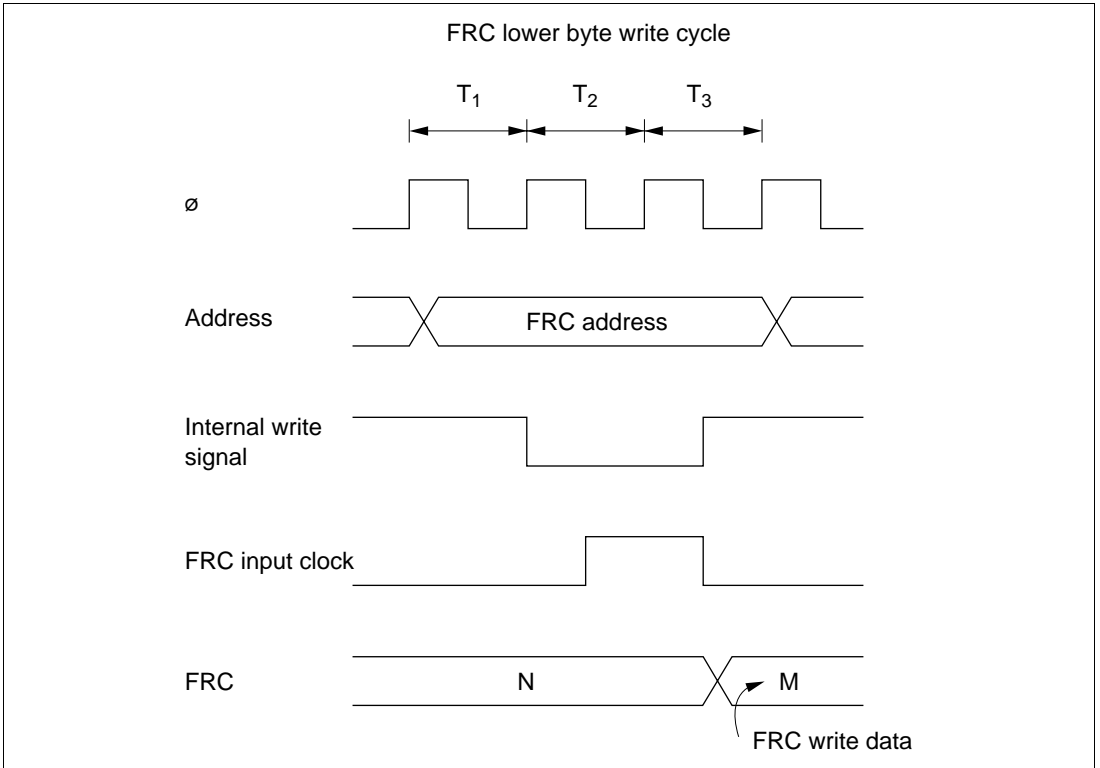 FRC lower byte write cycle
T1 T2 T3
ø
Address
FRC address
Internal write
signal
FRC input clock
FRC
N
M
FRC write data